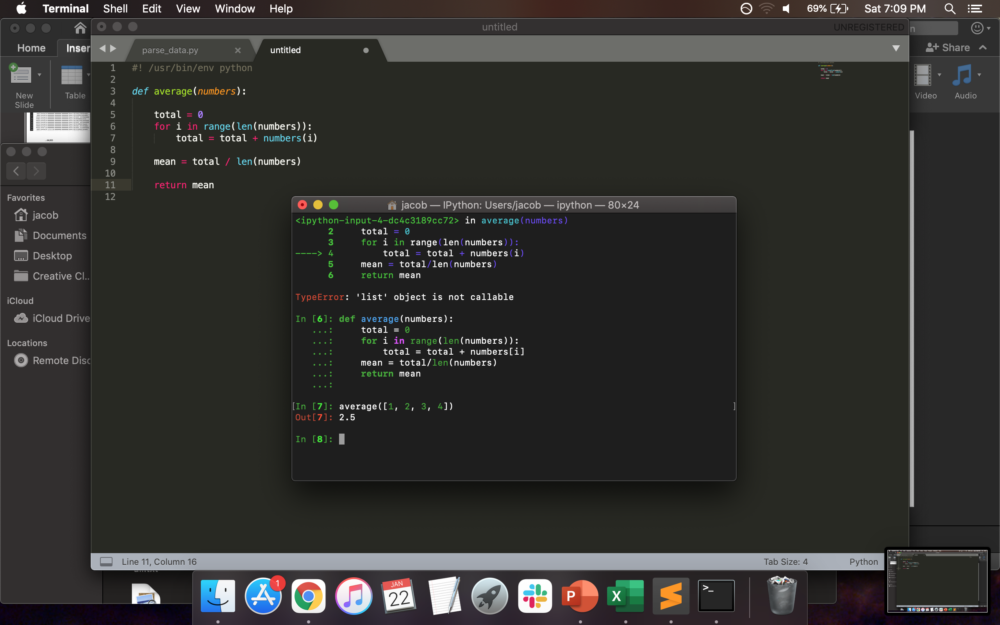 Terminal Shell Edit View Window Help 69% Sat 7:09 PM
untitled UNREGISTERED
Home Inser Share
parse_data.py untitled
New Slide Table Video Audio
...64,000
1 #! /usr/bin/env python
2
3 def average(numbers):
4
5     total = 0
6     for i in range(len(numbers)):
7         total = total + numbers(i)
8
9     mean = total / len(numbers)
10
11     return mean
12
Favorites
jacob
Documents
Desktop
Creative Cl...
iCloud
iCloud Drive
Locations
Remote Disc
jacob — IPython: Users/jacob — ipython — 80×24
<ipython-input-4-dc4c3189cc72> in average(numbers)
      2     total = 0
      3     for i in range(len(numbers)):
----> 4         total = total + numbers(i)
      5     mean = total/len(numbers)
      6     return mean
TypeError: 'list' object is not callable
In [6]: def average(numbers):
   ...:     total = 0
   ...:     for i in range(len(numbers)):
   ...:         total = total + numbers[i]
   ...:     mean = total/len(numbers)
   ...:     return mean
   ...:
[In [7]: average([1, 2, 3, 4]) ]
Out[7]: 2.5
In [8]:
Line 11, Column 16 Tab Size: 4 Python
1
JAN
22
P
X
>_